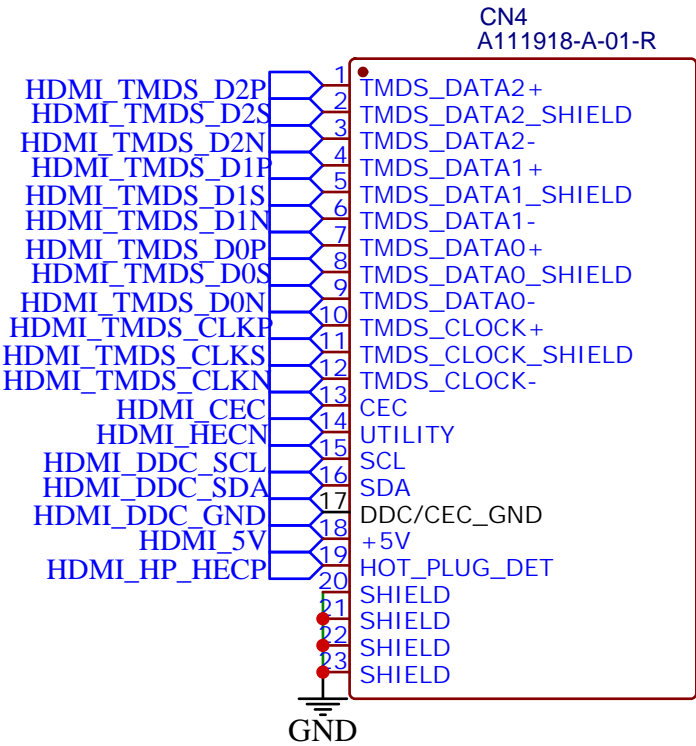 CN4
A111918-A-01-R
HDMI_TMDS_D2P 1 TMDS_DATA2+
HDMI_TMDS_D2S 2 TMDS_DATA2_SHIELD
HDMI_TMDS_D2N 3 TMDS_DATA2-
HDMI_TMDS_D1P 4 TMDS_DATA1+
HDMI_TMDS_D1S 5 TMDS_DATA1_SHIELD
HDMI_TMDS_D1N 6 TMDS_DATA1-
HDMI_TMDS_D0P 7 TMDS_DATA0+
HDMI_TMDS_D0S 8 TMDS_DATA0_SHIELD
HDMI_TMDS_D0N 9 TMDS_DATA0-
HDMI_TMDS_CLKP 10 TMDS_CLOCK+
HDMI_TMDS_CLKS 11 TMDS_CLOCK_SHIELD
HDMI_TMDS_CLKN 12 TMDS_CLOCK-
HDMI_CEC 13 CEC
HDMI_HECN 14 UTILITY
HDMI_DDC_SCL 15 SCL
HDMI_DDC_SDA 16 SDA
HDMI_DDC_GND 17 DDC/CEC_GND
HDMI_5V 18 +5V
HDMI_HP_HECP 19 HOT_PLUG_DET
20 SHIELD
21 SHIELD
22 SHIELD
23 SHIELD
GND